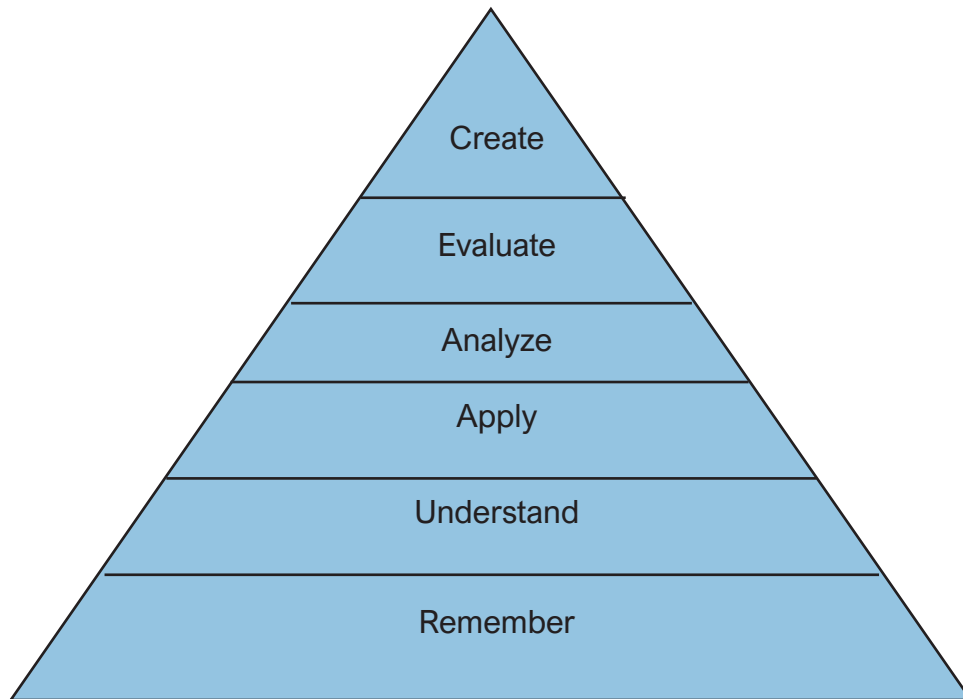 Create
Evaluate
Analyze
Apply
Understand
Remember